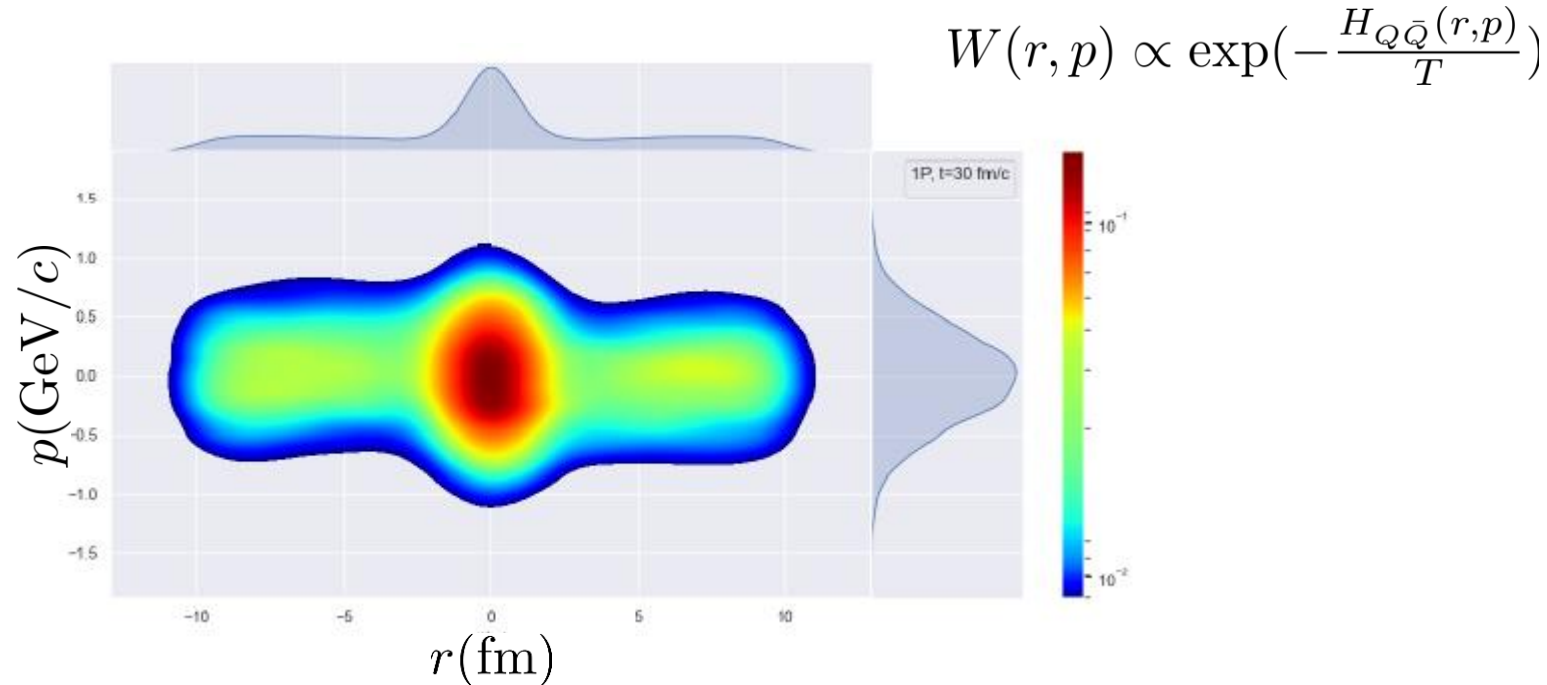 W(r, p) ∝ exp(−H_{QQ̄}(r,p)/T)
1P, t=30 fm/c
1.5
1.0
0.5
0.0
−0.5
−1.0
−1.5
p(GeV/c)
10⁻¹
10⁻²
−10 −5 0 5 10
r(fm)